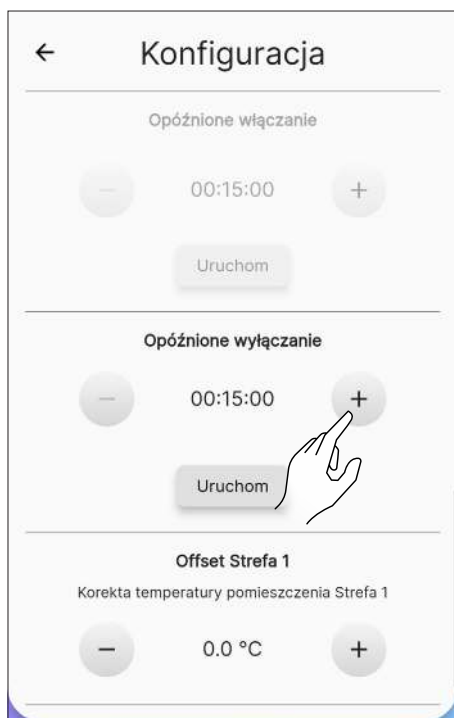 ← Konfiguracja
Opóźnione włączanie
− 00:15:00 +
Uruchom
Opóźnione wyłączanie
− 00:15:00 +
Uruchom
Offset Strefa 1
Korekta temperatury pomieszczenia Strefa 1
− 0.0 °C +